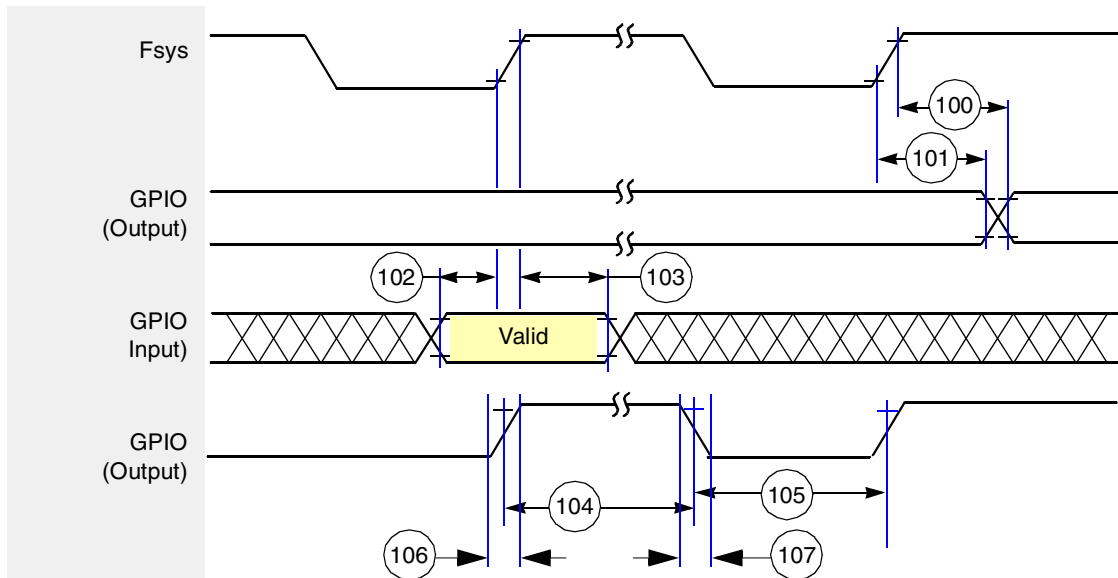 Fsys
100
101
GPIO
(Output)
102
103
GPIO
Input)
Valid
GPIO
(Output)
104
105
106
107